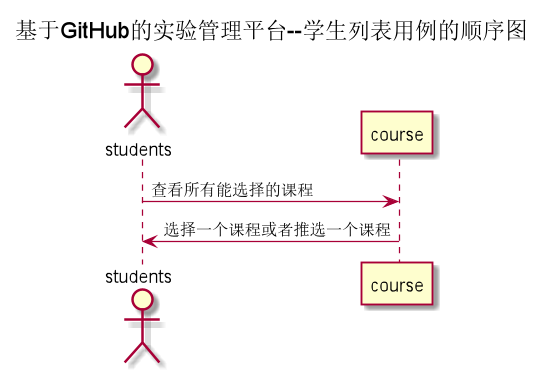 基于GitHub的实验管理平台--学生列表用例的顺序图
students
course
查看所有能选择的课程
选择一个课程或者推选一个课程
students
course